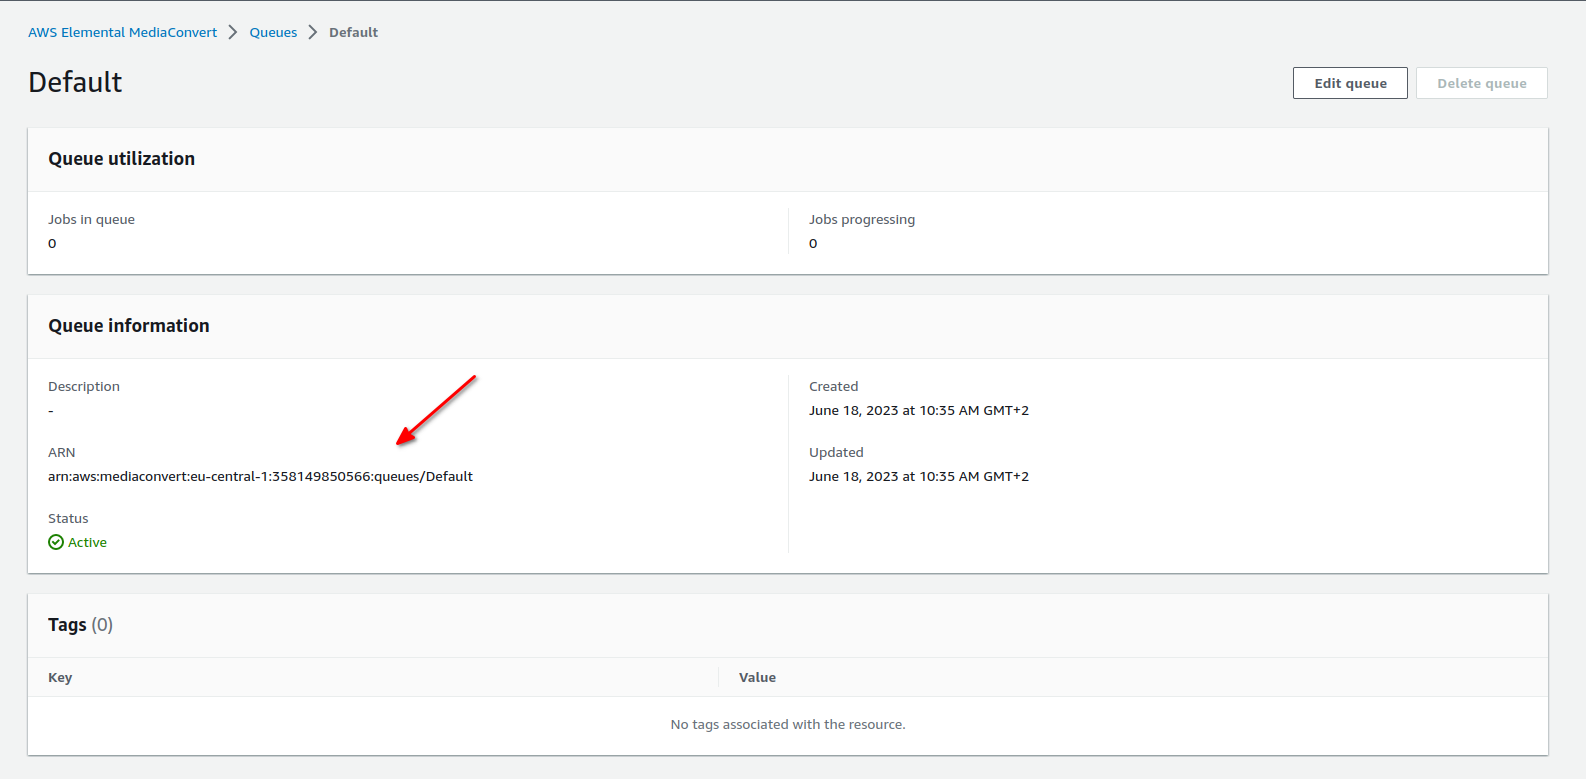 AWS Elemental MediaConvert > Queues > Default
Default
Edit queue
Delete queue
Queue utilization
Jobs in queue
0
Jobs progressing
0
Queue information
Description
-
ARN
arn:aws:mediaconvert:eu-central-1:358149850566:queues/Default
Status
Active
Created
June 18, 2023 at 10:35 AM GMT+2
Updated
June 18, 2023 at 10:35 AM GMT+2
Tags (0)
Key
Value
No tags associated with the resource.